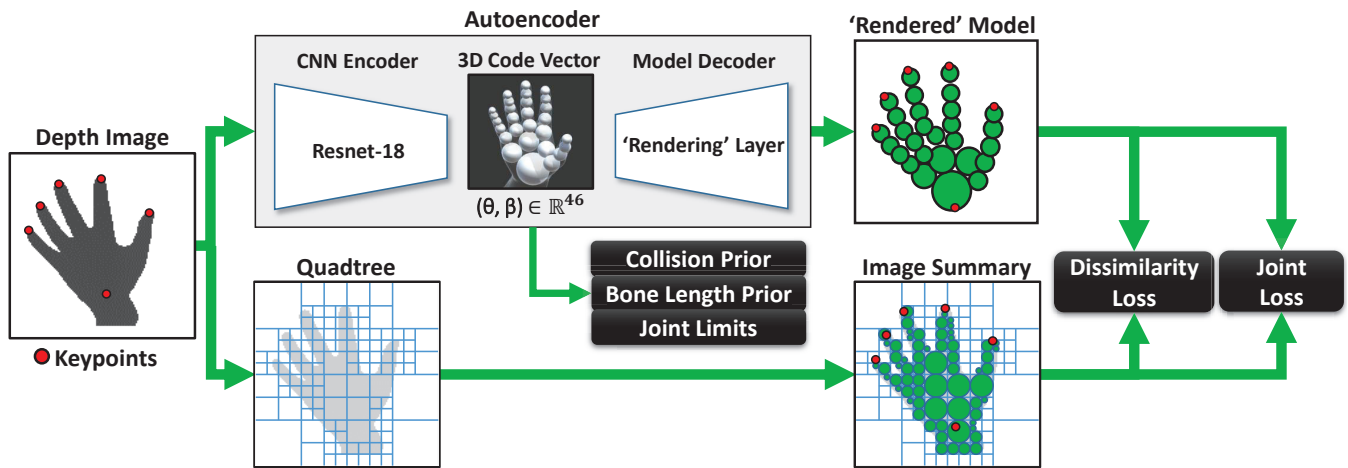 Autoencoder
‘Rendered’ Model
CNN Encoder
3D Code Vector
Model Decoder
Depth Image
Resnet-18
‘Rendering’ Layer
(θ, β) ∈ ℝ⁴⁶
Keypoints
Quadtree
Collision Prior
Bone Length Prior
Joint Limits
Image Summary
Dissimilarity
Loss
Joint
Loss